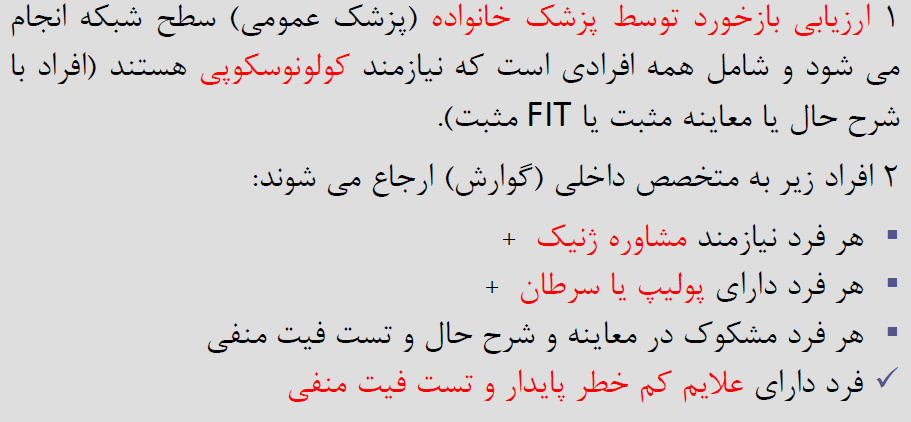 ۱ ارزیابی بازخورد توسط پزشک خانواده (پزشک عمومی) سطح شبکه انجام
می شود و شامل همه افرادی است که نیازمند کولونوسکوپی هستند (افراد با
شرح حال یا معاینه مثبت یا FIT مثبت).
۲ افراد زیر به متخصص داخلی (گوارش) ارجاع می شوند:
▪ هر فرد نیازمند مشاوره ژنیک +
▪ هر فرد دارای پولیپ یا سرطان +
▪ هر فرد مشکوک در معاینه و شرح حال و تست فیت منفی
✓ فرد دارای علایم کم خطر پایدار و تست فیت منفی